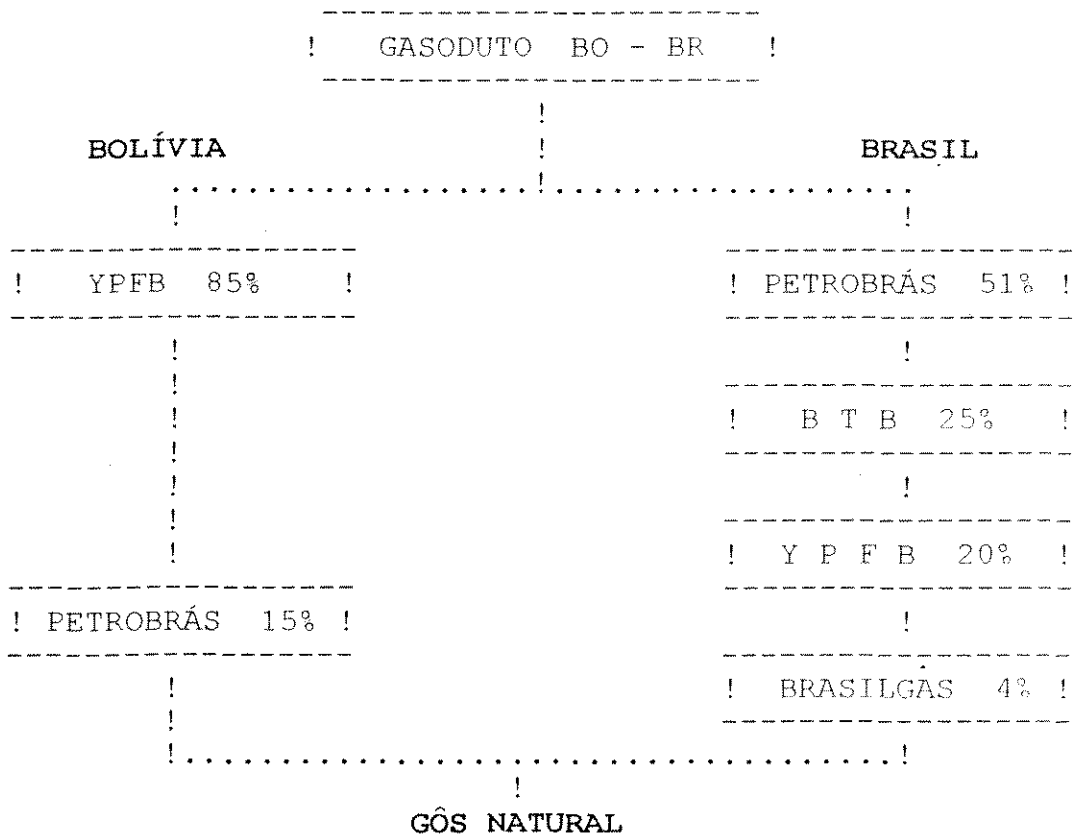 GASODUTO BO - BR
BOLÍVIA BRASIL
YPFB 85% PETROBRÁS 51%
B T B 25%
Y P F B 20%
PETROBRÁS 15%
BRASILGÁS 4%
GÔS NATURAL